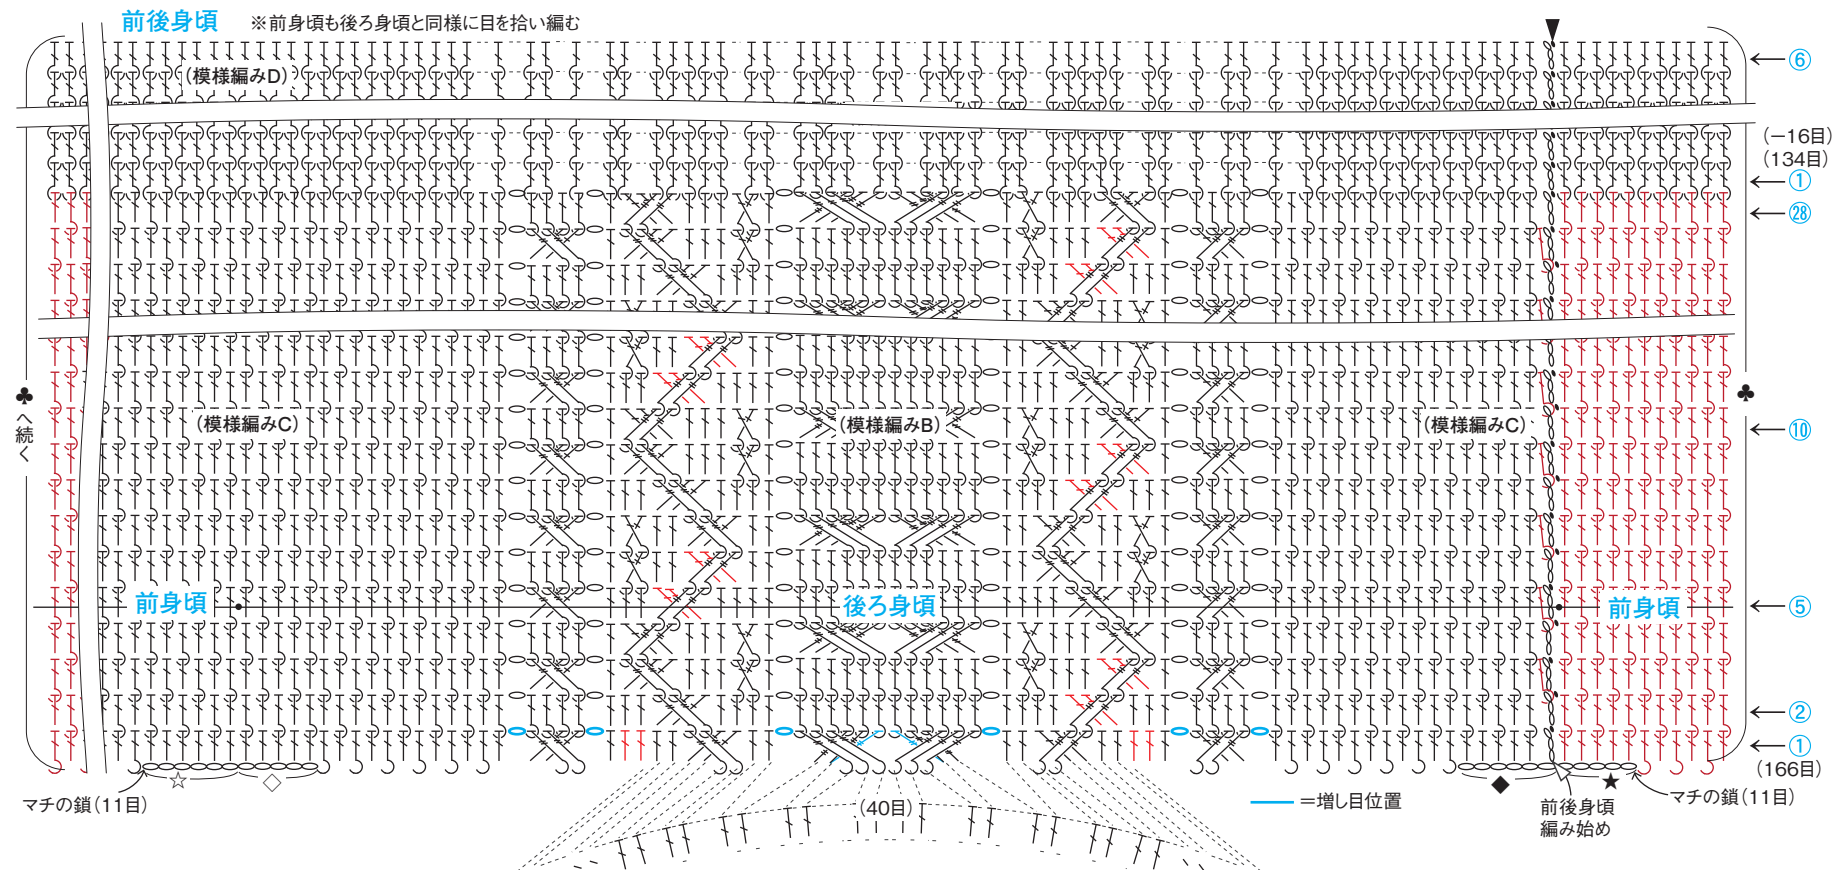 前後身頃 ※前身頃も後ろ身頃と同様に目を拾い編む
(模様編みD)
⑥
(−16目)
(134目)
①
㉘
♣へ続く
♣
(模様編みC)
(模様編みB)
(模様編みC)
⑩
前身頃
後ろ身頃
前身頃
⑤
②
①
(166目)
☆
◇
◆
★
マチの鎖(11目)
(40目)
=増し目位置
前後身頃
編み始め
マチの鎖(11目)